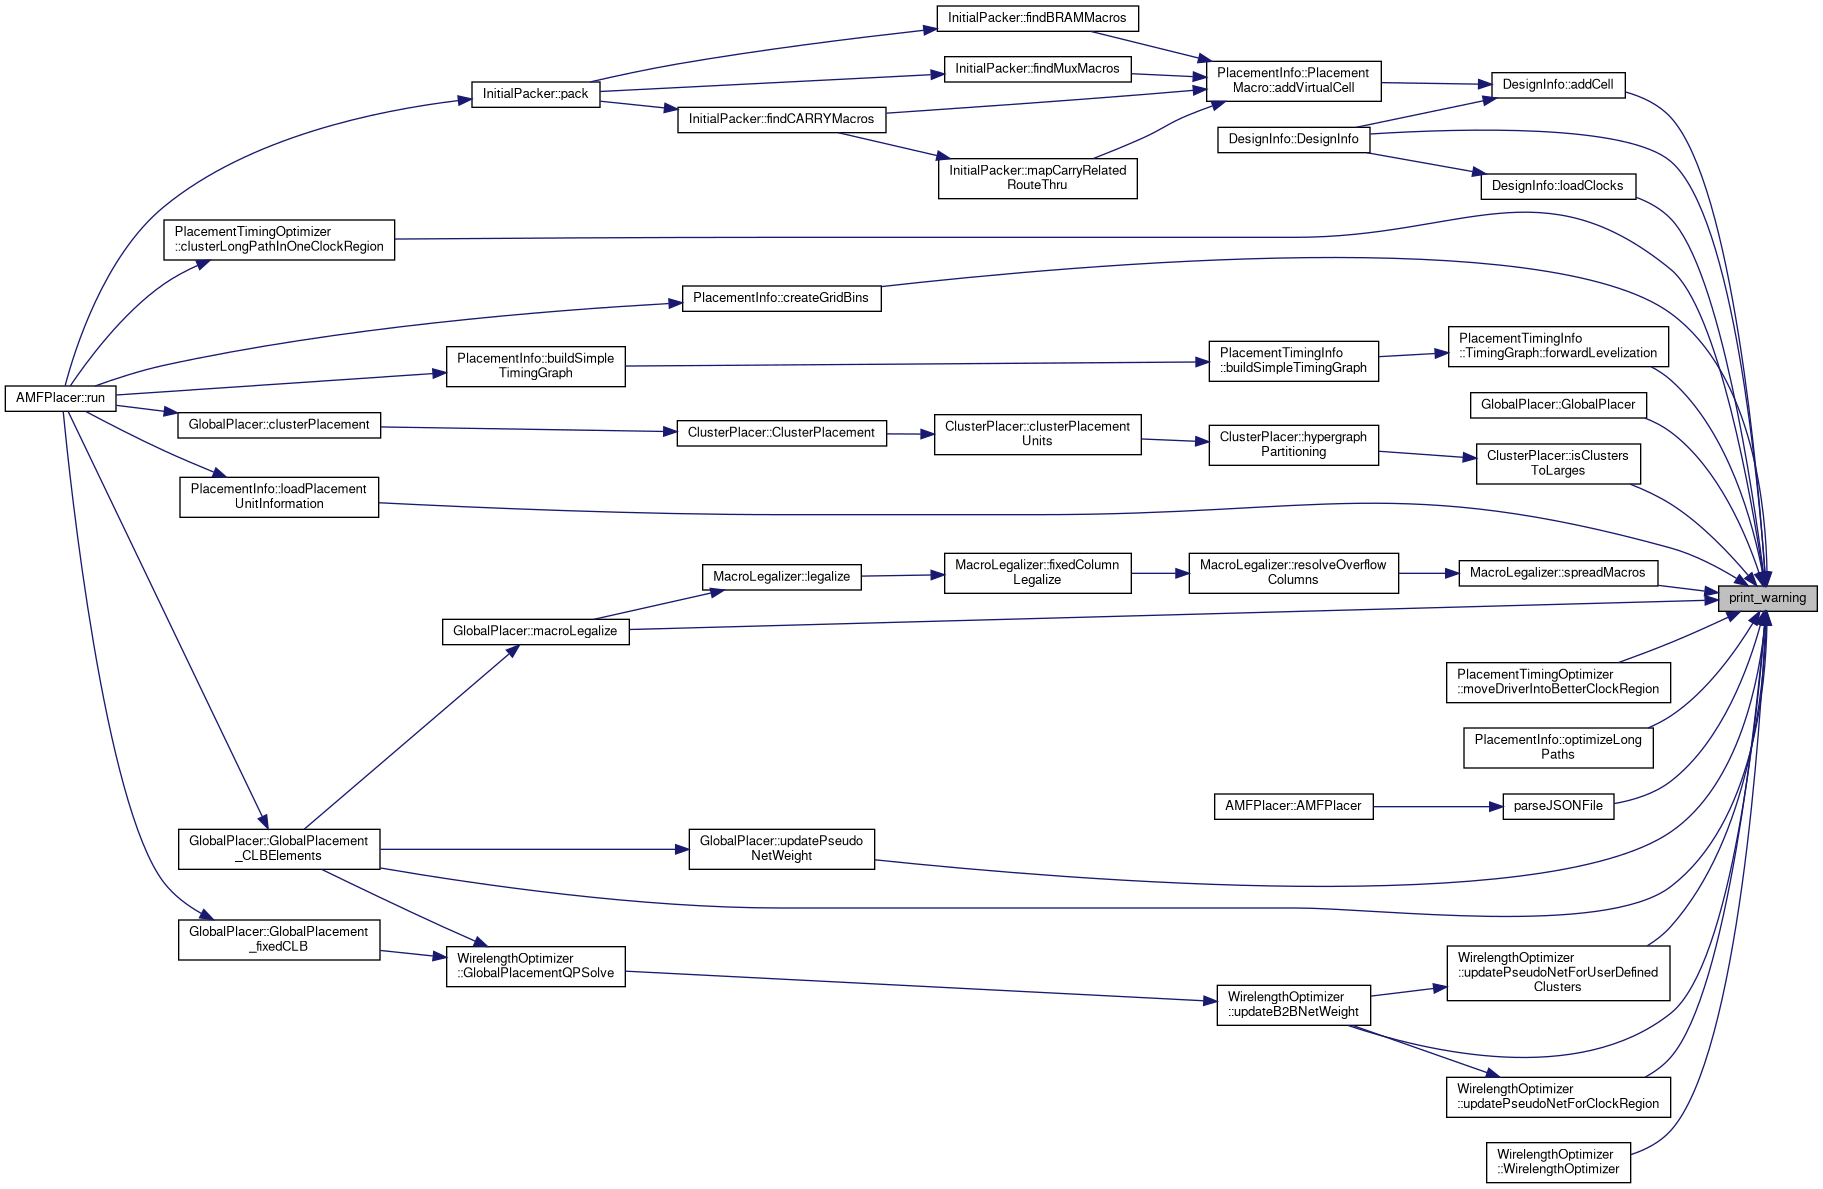 InitialPacker::findBRAMMacros
InitialPacker::findMuxMacros
PlacementInfo::Placement
Macro::addVirtualCell
DesignInfo::addCell
InitialPacker::pack
InitialPacker::findCARRYMacros
DesignInfo::DesignInfo
InitialPacker::mapCarryRelated
RouteThru
DesignInfo::loadClocks
PlacementTimingOptimizer
::clusterLongPathInOneClockRegion
PlacementInfo::createGridBins
PlacementTimingInfo
::TimingGraph::forwardLevelization
PlacementInfo::buildSimple
TimingGraph
PlacementTimingInfo
::buildSimpleTimingGraph
AMFPlacer::run
GlobalPlacer::GlobalPlacer
GlobalPlacer::clusterPlacement
ClusterPlacer::ClusterPlacement
ClusterPlacer::clusterPlacement
Units
ClusterPlacer::hypergraph
Partitioning
ClusterPlacer::isClusters
ToLarges
PlacementInfo::loadPlacement
UnitInformation
MacroLegalizer::legalize
MacroLegalizer::fixedColumn
Legalize
MacroLegalizer::resolveOverflow
Columns
MacroLegalizer::spreadMacros
print_warning
GlobalPlacer::macroLegalize
PlacementTimingOptimizer
::moveDriverIntoBetterClockRegion
PlacementInfo::optimizeLong
Paths
AMFPlacer::AMFPlacer
parseJSONFile
GlobalPlacer::GlobalPlacement
_CLBElements
GlobalPlacer::updatePseudo
NetWeight
GlobalPlacer::GlobalPlacement
_fixedCLB
WirelengthOptimizer
::GlobalPlacementQPSolve
WirelengthOptimizer
::updatePseudoNetForUserDefined
Clusters
WirelengthOptimizer
::updateB2BNetWeight
WirelengthOptimizer
::updatePseudoNetForClockRegion
WirelengthOptimizer
::WirelengthOptimizer